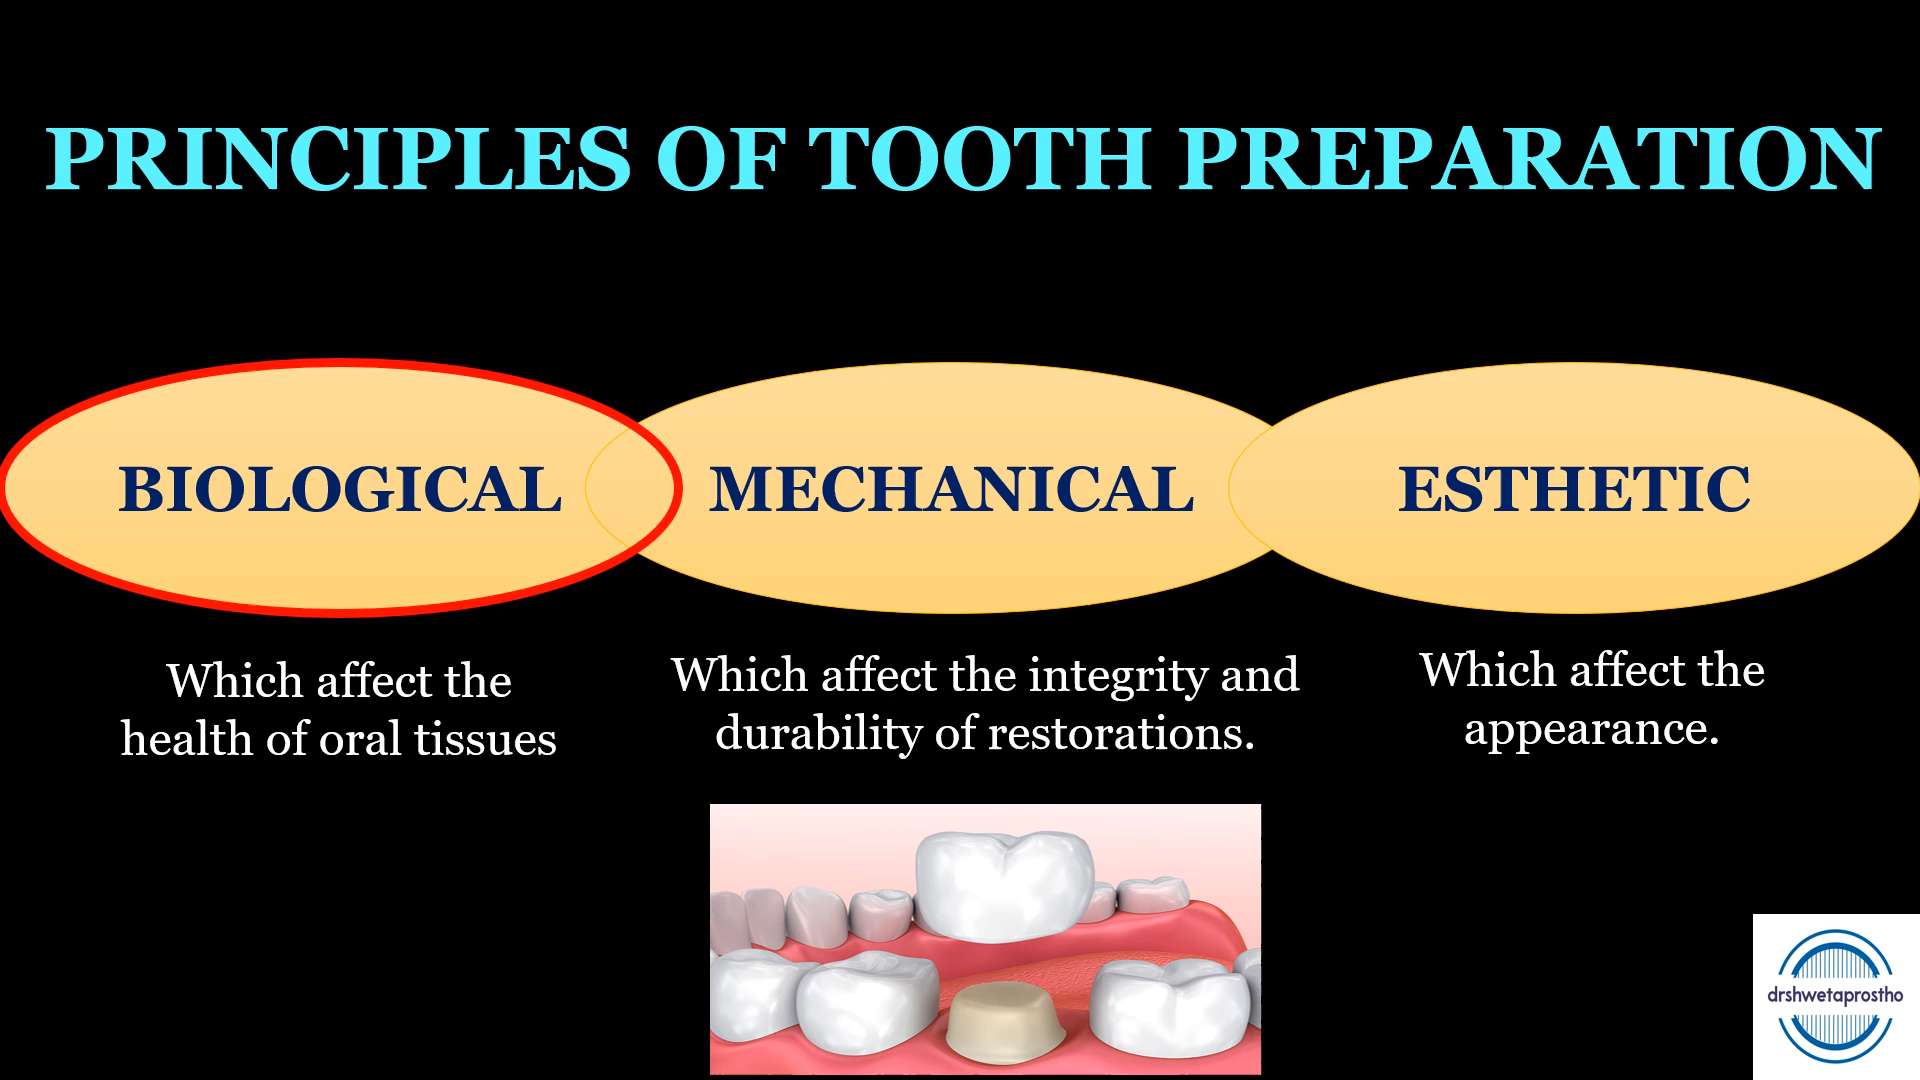 PRINCIPLES OF TOOTH PREPARATION
BIOLOGICAL
MECHANICAL
ESTHETIC
Which affect the
health of oral tissues
Which affect the integrity and
durability of restorations.
Which affect the
appearance.
drshwetaprostho